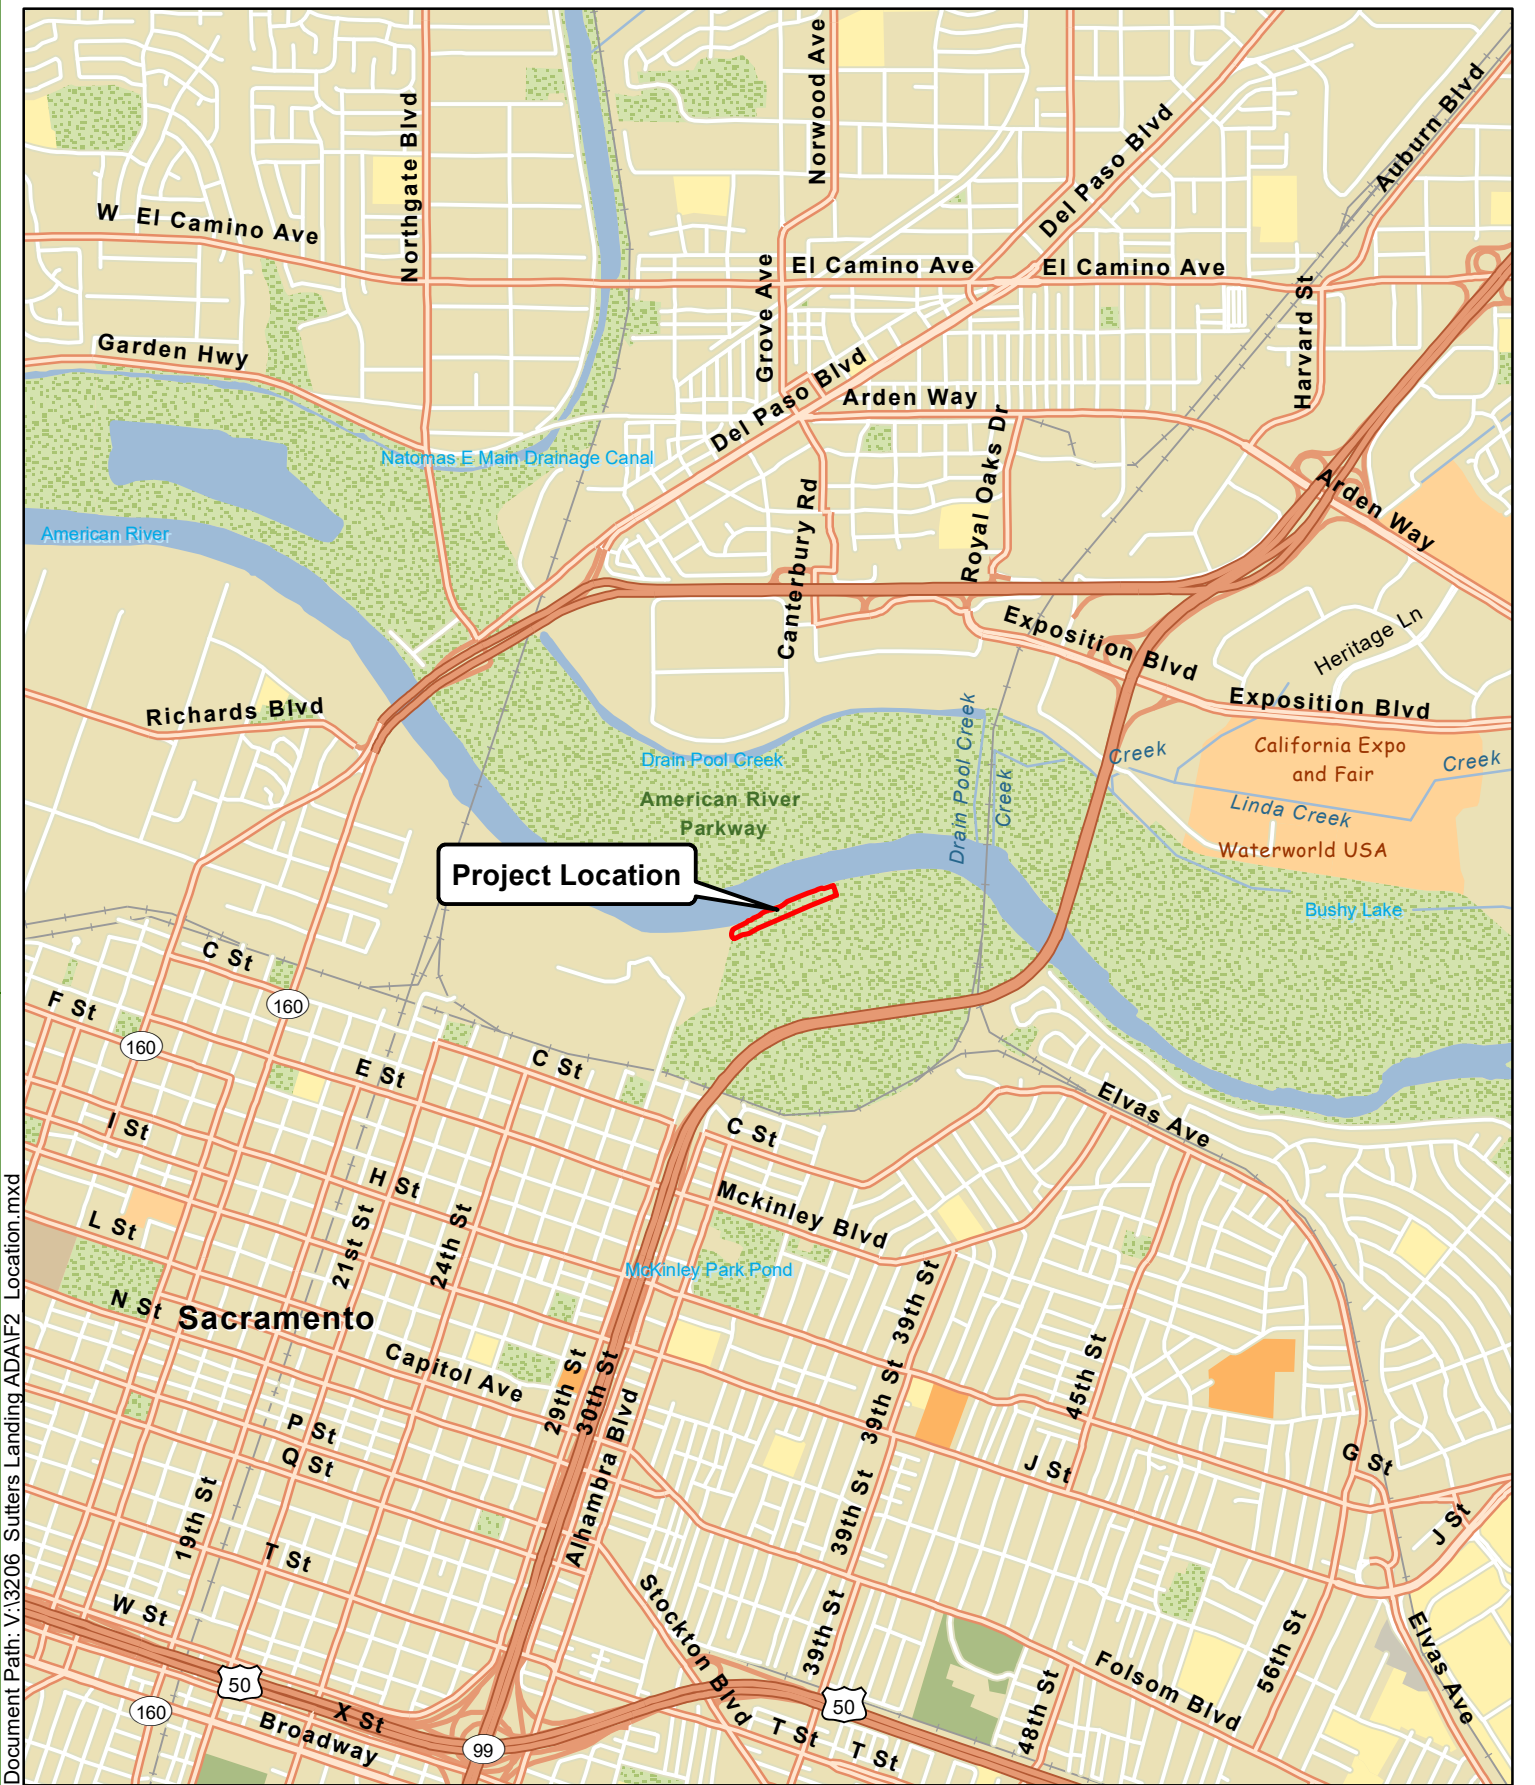 Norwood Ave
Northgate Blvd
Auburn Blvd
Del Paso Blvd
W El Camino Ave
El Camino Ave
El Camino Ave
Grove Ave
Harvard St
Garden Hwy
Del Paso Blvd
Arden Way
Royal Oaks Dr
Natomas E Main Drainage Canal
Canterbury Rd
Arden Way
American River
Exposition Blvd
Heritage Ln
Richards Blvd
Exposition Blvd
Drain Pool Creek
Drain Pool Creek
Creek
Creek
California Expo
and Fair
Creek
American River
Parkway
Linda Creek
Waterworld USA
Project Location
Bushy Lake
C St
F St
160
160
E St
C St
Elvas Ave
I St
C St
H St
Mckinley Blvd
L St
21st St
24th St
McKinley Park Pond
39th St
N St
Sacramento
Capitol Ave
29th St
30th St
39th St
45th St
Alhambra Blvd
P St
Q St
J St
G St
19th St
39th St
J St
T St
W St
Stockton Blvd
39th St
48th St
Folsom Blvd
56th St
Elvas Ave
50
160
X St
Broadway
99
50
T St
T St
Document Path: V:\3206_Sutters Landing ADA\F2_Location.mxd